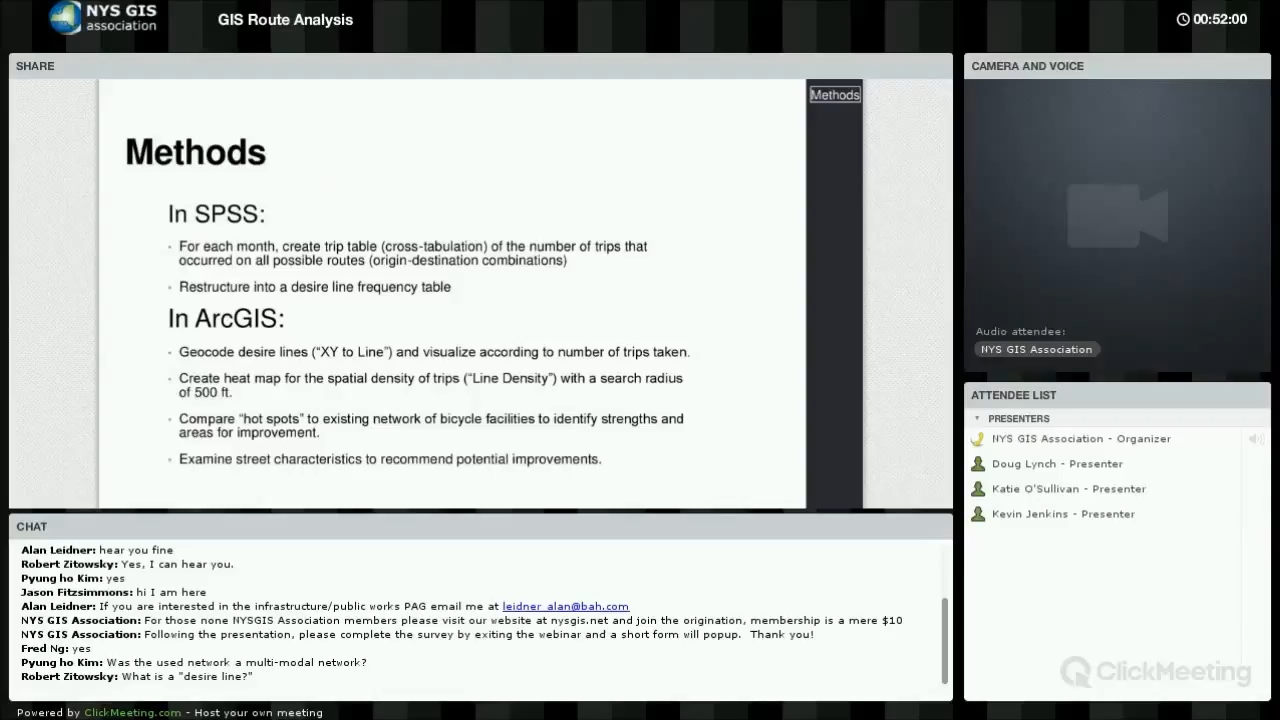 NYS GIS
association
GIS Route Analysis
00:52:00
SHARE
Methods
Methods
In SPSS:
For each month, create trip table (cross-tabulation) of the number of trips that
occurred on all possible routes (origin-destination combinations)
Restructure into a desire line frequency table
In ArcGIS:
Geocode desire lines (“XY to Line”) and visualize according to number of trips taken.
Create heat map for the spatial density of trips (“Line Density”) with a search radius
of 500 ft.
Compare “hot spots” to existing network of bicycle facilities to identify strengths and
areas for improvement.
Examine street characteristics to recommend potential improvements.
CAMERA AND VOICE
Audio attendee:
NYS GIS Association
ATTENDEE LIST
PRESENTERS
NYS GIS Association - Organizer
Doug Lynch - Presenter
Katie O'Sullivan - Presenter
Kevin Jenkins - Presenter
CHAT
Alan Leidner: hear you fine
Robert Zitowsky: Yes, I can hear you.
Pyung ho Kim: yes
Jason Fitzsimmons: hi I am here
Alan Leidner: If you are interested in the infrastructure/public works PAG email me at leidner_alan@bah.com
NYS GIS Association: For those none NYSGIS Association members please visit our website at nysgis.net and join the origination, membership is a mere $10
NYS GIS Association: Following the presentation, please complete the survey by exiting the webinar and a short form will popup. Thank you!
Fred Ng: yes
Pyung ho Kim: Was the used network a multi-modal network?
Robert Zitowsky: What is a "desire line?"
ClickMeeting
Powered by ClickMeeting.com - Host your own meeting